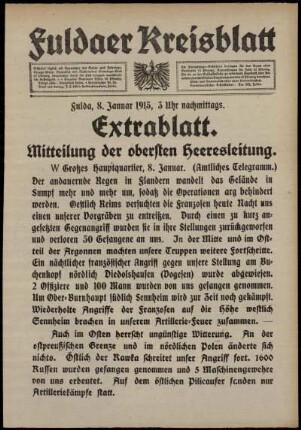 Fuldaer Kreisblatt
Fulda, 8. Januar 1915, 3 Uhr nachmittags.
Extrablatt.
Mitteilung der obersten Heeresleitung.
W Großes Hauptquartier, 8. Januar. (Amtliches Telegramm.)
Der andauernde Regen in Flandern wandelt das Gelände in
Sumpf mehr und mehr um, sodaß die Operationen arg behindert
werden. Oestlich Reims versuchten die Franzosen heute Nacht uns
einen unserer Vorgräben zu entreißen. Durch einen zu kurz an-
gesetzten Gegenangriff wurden sie in ihre Stellungen zurückgeworfen
und verloren 50 Gefangene an uns. In der Mitte und im Ost-
teil der Argonnen machten unsere Truppen weitere Fortschritte.
Ein nächtlicher französischer Angriff gegen unsere Stellung am Bu-
chenkopf nördlich Diedolshausen (Vogesen) wurde abgewiesen.
2 Offiziere und 100 Mann wurden von uns gefangen genommen.
Um Ober-Burnhaupt südlich Sennheim wird zur Zeit noch gekämpft.
Wiederholte Angriffe der Franzosen auf die Höhe westlich
Sennheim brachen in unserem Artillerie-Feuer zusammen. —
Auch im Osten herrscht ungünstige Witterung. An der
ostpreußischen Grenze und im nördlichen Polen änderte sich
nichts. Östlich der Rawka schreitet unser Angriff fort. 1600
Russen wurden gefangen genommen und 5 Maschinengewehre
von uns erbeutet. Auf dem östlichen Pilicaufer fanden nur
Artilleriekämpfe statt.